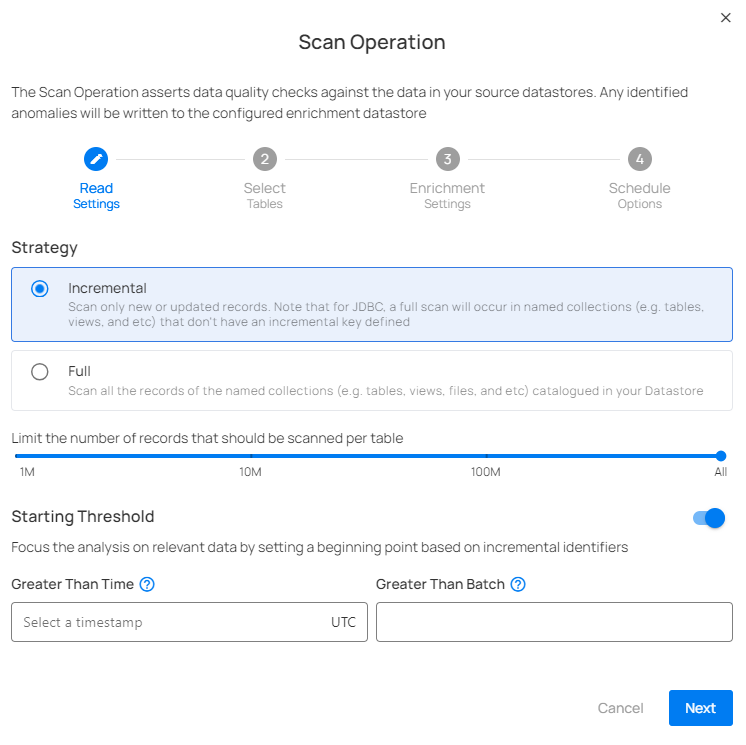 Scan Operation
The Scan Operation asserts data quality checks against the data in your source datastores. Any identified
anomalies will be written to the configured enrichment datastore
2
3
4
Read
Settings
Select
Tables
Enrichment
Settings
Schedule
Options
Strategy
Incremental
Scan only new or updated records. Note that for JDBC, a full scan will occur in named collections (e.g. tables,
views, and etc) that don't have an incremental key defined
Full
Scan all the records of the named collections (e.g. tables, views, files, and etc) catalogued in your Datastore
Limit the number of records that should be scanned per table
1M 10M 100M All
Starting Threshold
Focus the analysis on relevant data by setting a beginning point based on incremental identifiers
Greater Than Time ? Greater Than Batch ?
Select a timestamp UTC
Cancel Next